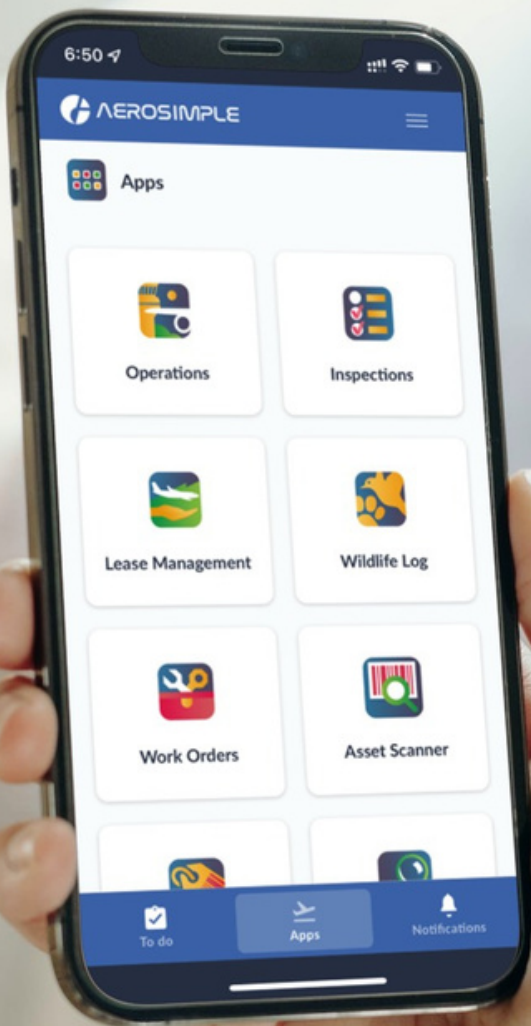 6:50
AEROSIMPLE
Apps
Operations
Inspections
Lease Management
Wildlife Log
Work Orders
Asset Scanner
To do
Apps
Notifications